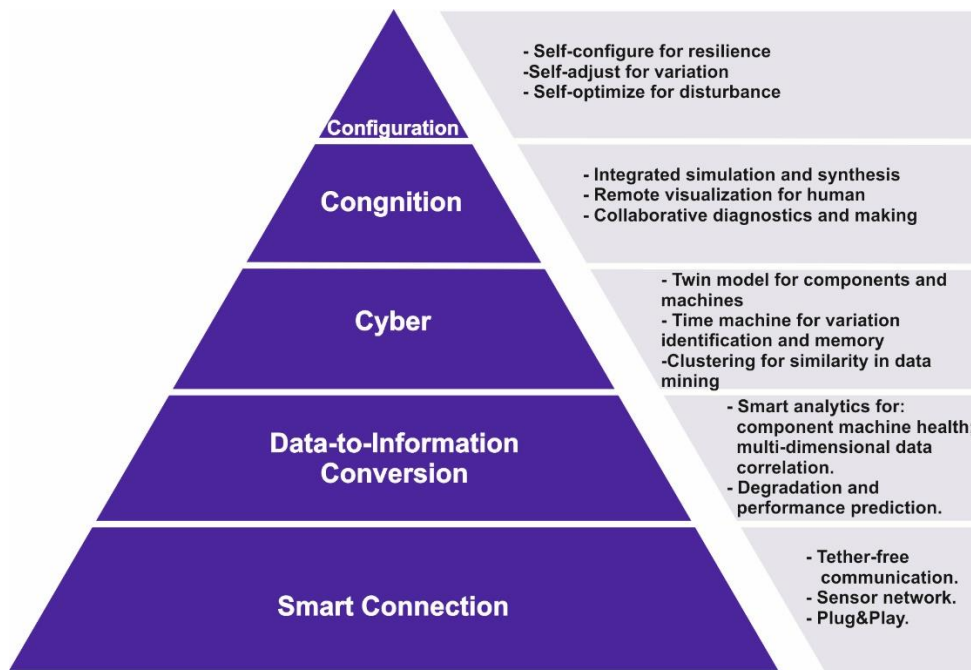 Configuration
- Self-configure for resilience
-Self-adjust for variation
- Self-optimize for disturbance
Congnition
- Integrated simulation and synthesis
- Remote visualization for human
- Collaborative diagnostics and making
Cyber
- Twin model for components and
machines
- Time machine for variation
identification and memory
-Clustering for similarity in data
mining
Data-to-Information
Conversion
- Smart analytics for:
component machine health
multi-dimensional data
correlation.
- Degradation and
performance prediction.
Smart Connection
- Tether-free
communication.
- Sensor network.
- Plug&Play.